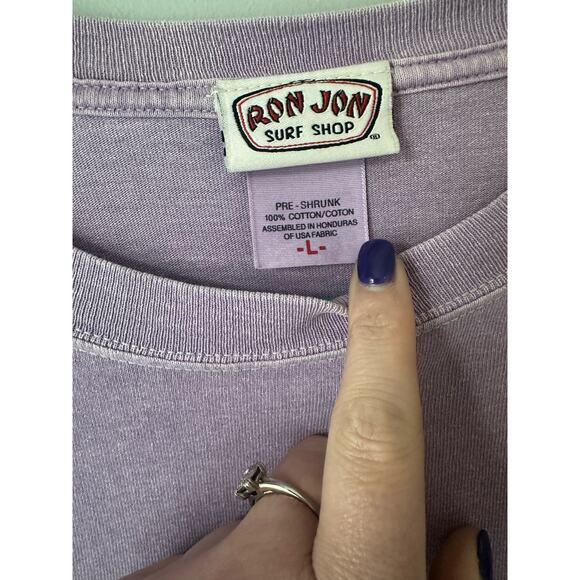 RON JON
SURF SHOP
PRE-SHRUNK
100% COTTON/COTON
ASSEMBLED IN HONDURAS
OF USA FABRIC
-L-